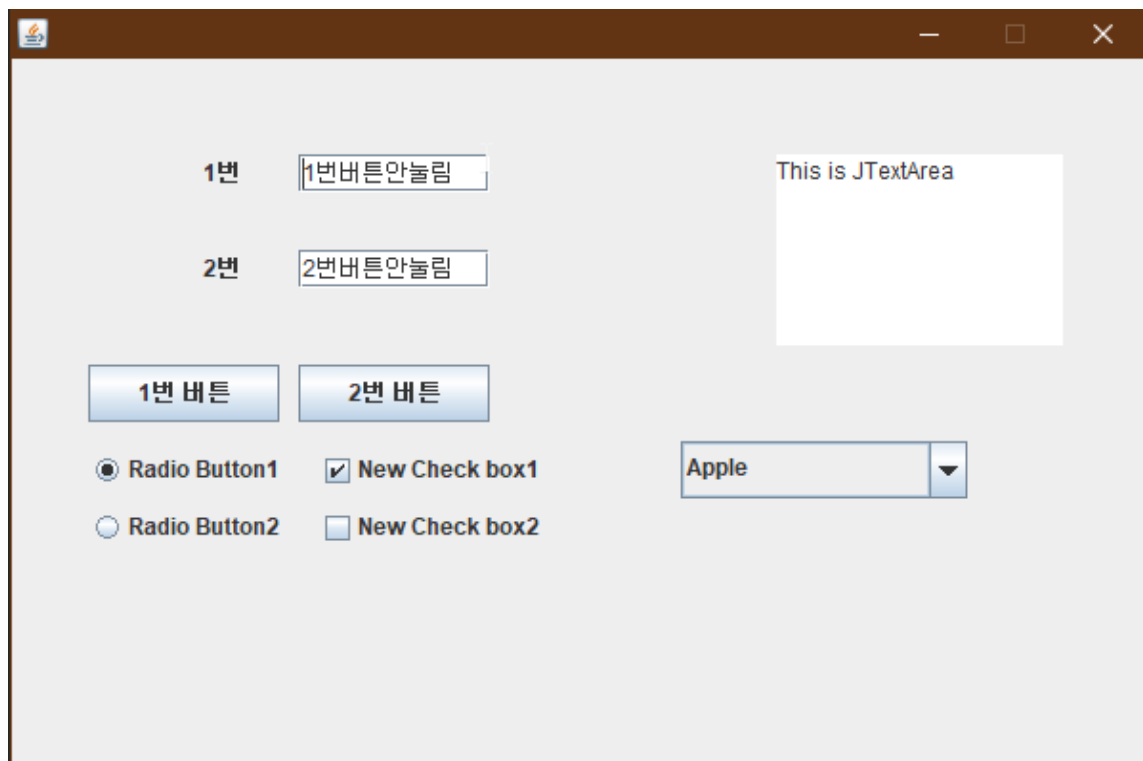 1번 1번버튼안눌림
2번 2번버튼안눌림
This is JTextArea
1번 버튼 2번 버튼
Radio Button1 New Check box1
Radio Button2 New Check box2
Apple